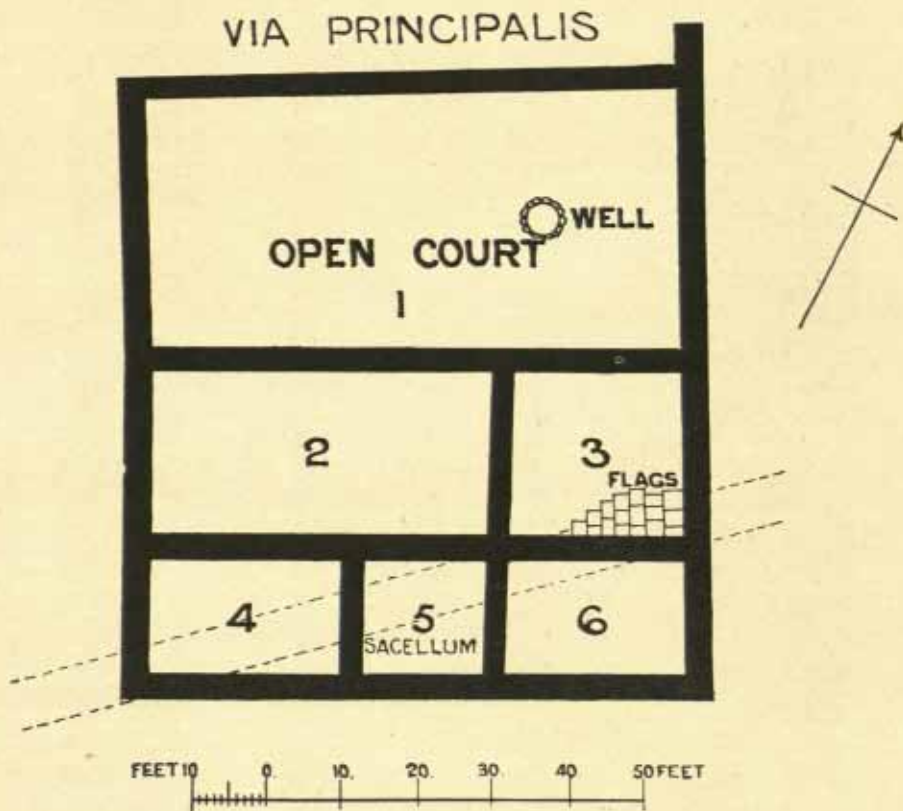 VIA PRINCIPALIS
WELL
OPEN COURT
1
2
3
FLAGS
4
5
6
SACELLUM
FEET 10 0. 10. 20. 30. 40 50 FEET